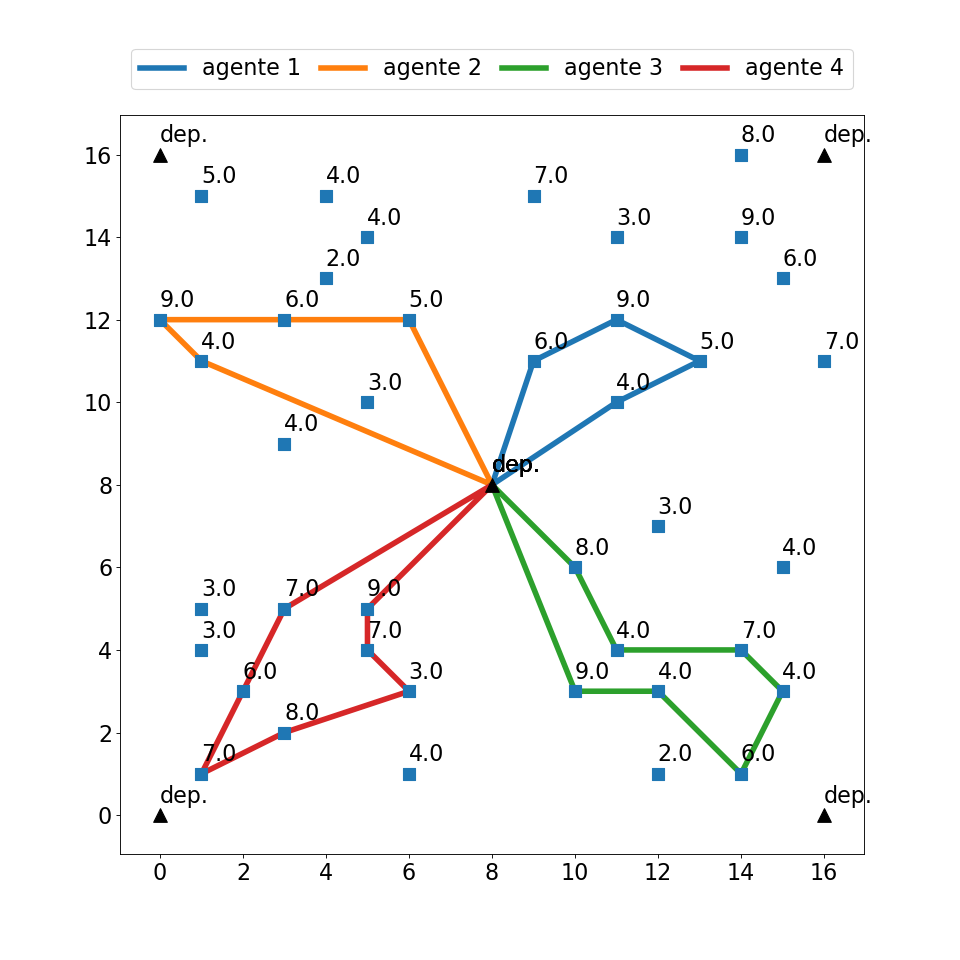 agente 1 agente 2 agente 3 agente 4
dep. 8.0 dep.
16
5.0 4.0 7.0
4.0 3.0 9.0
14
2.0 6.0
9.0 6.0 5.0 9.0
12
4.0 6.0 5.0 7.0
3.0 4.0
10
4.0
dep.
8
3.0
8.0 4.0
6
3.0 7.0 9.0
3.0 7.0 4.0 7.0
4
6.0 3.0 9.0 4.0 4.0
8.0
2
7.0 4.0 2.0 6.0
dep. dep.
0
0 2 4 6 8 10 12 14 16